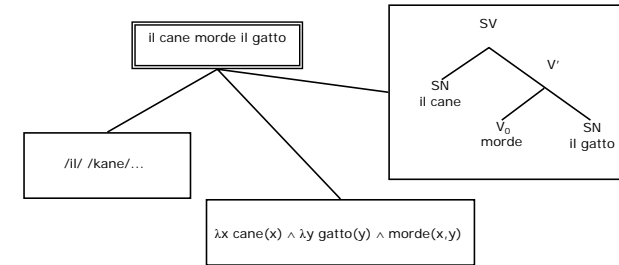 il cane morde il gatto
SV
V'
SN
il cane
V₀
morde
SN
il gatto
/il/ /kane/...
λx cane(x) ∧ λy gatto(y) ∧ morde(x,y)